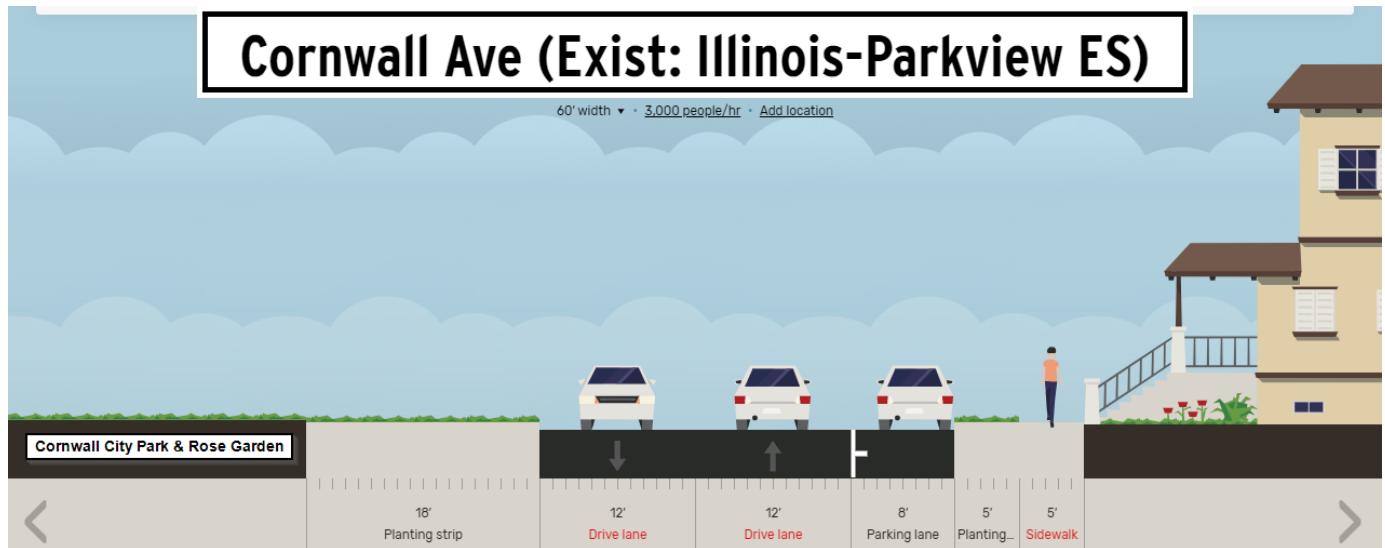 Cornwall Ave (Exist: Illinois-Parkview ES)
60' width ▾ • 3,000 people/hr • Add location
Cornwall City Park & Rose Garden
18' 12' 12' 8' 5' 5'
Planting strip Drive lane Drive lane Parking lane Planting... Sidewalk